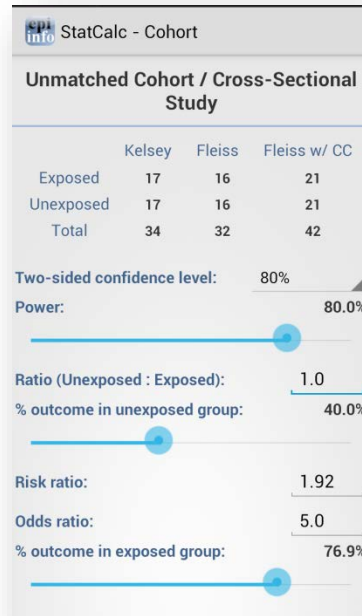 epi
info
StatCalc - Cohort
Unmatched Cohort / Cross-Sectional
Study
Kelsey Fleiss Fleiss w/ CC
Exposed 17 16 21
Unexposed 17 16 21
Total 34 32 42
Two-sided confidence level: 80%
Power: 80.0%
Ratio (Unexposed : Exposed): 1.0
% outcome in unexposed group: 40.0%
Risk ratio: 1.92
Odds ratio: 5.0
% outcome in exposed group: 76.9%